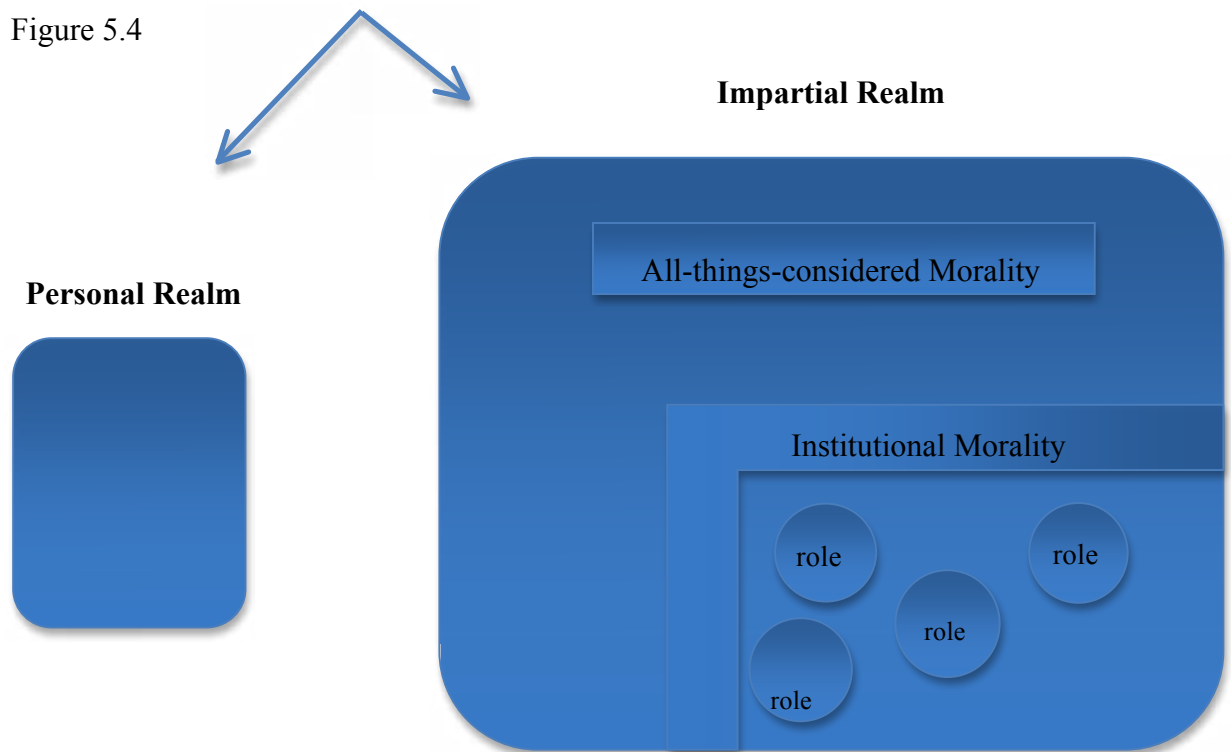 Figure 5.4
Impartial Realm
All-things-considered Morality
Personal Realm
Institutional Morality
role
role
role
role